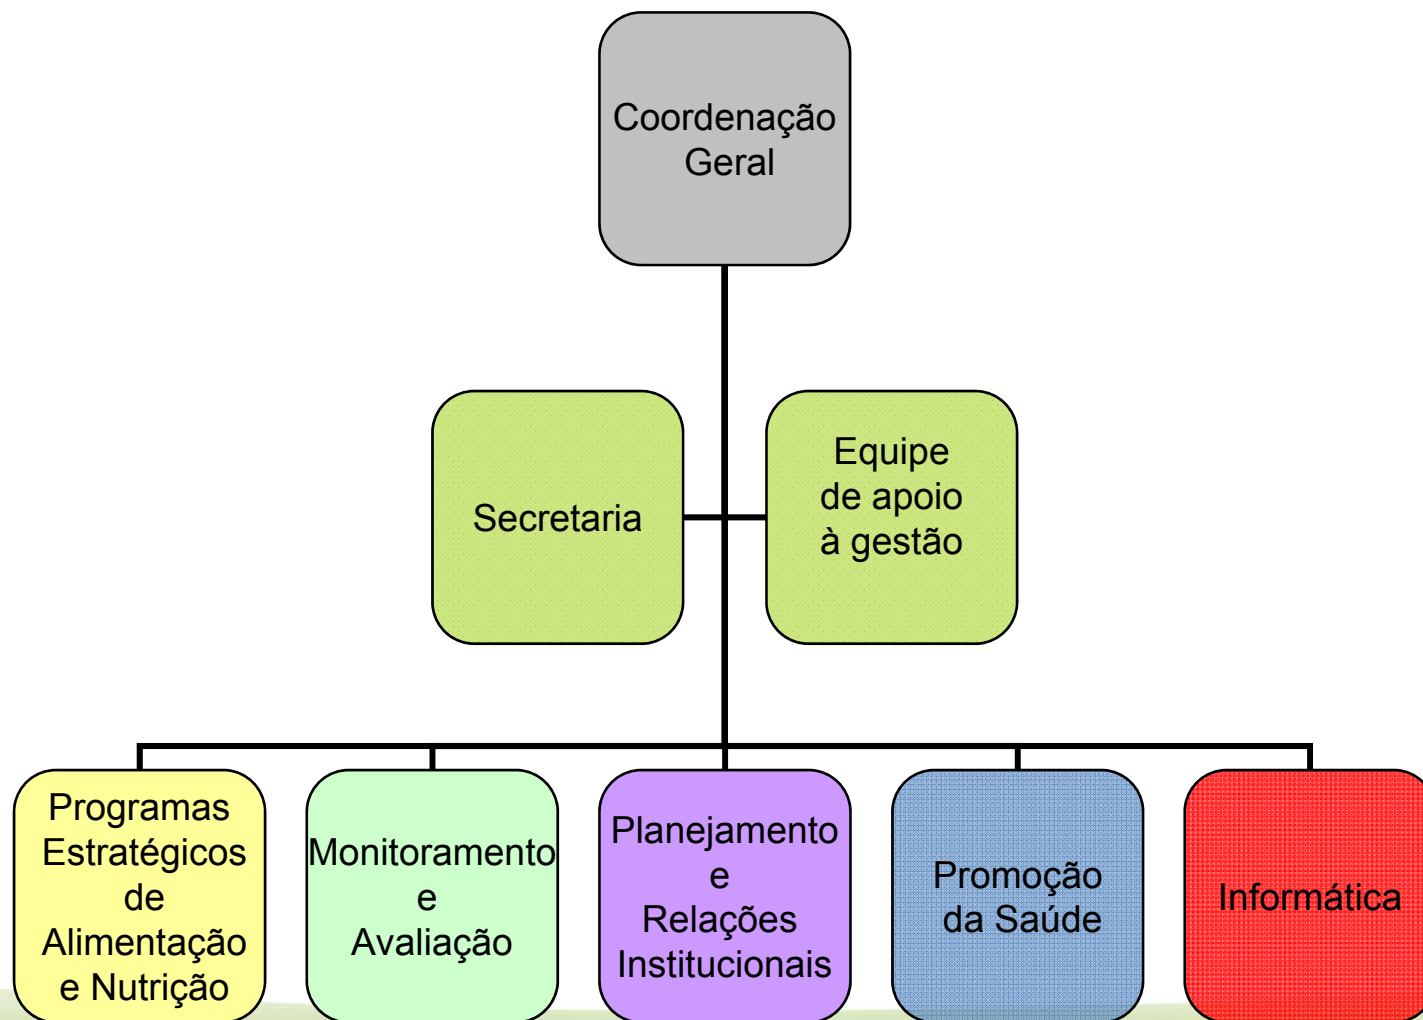 Coordenação
Geral
Secretaria
Equipe
de apoio
à gestão
Programas
Estratégicos
de
Alimentação
e Nutrição
Monitoramento
e
Avaliação
Planejamento
e
Relações
Institucionais
Promoção
da Saúde
Informática